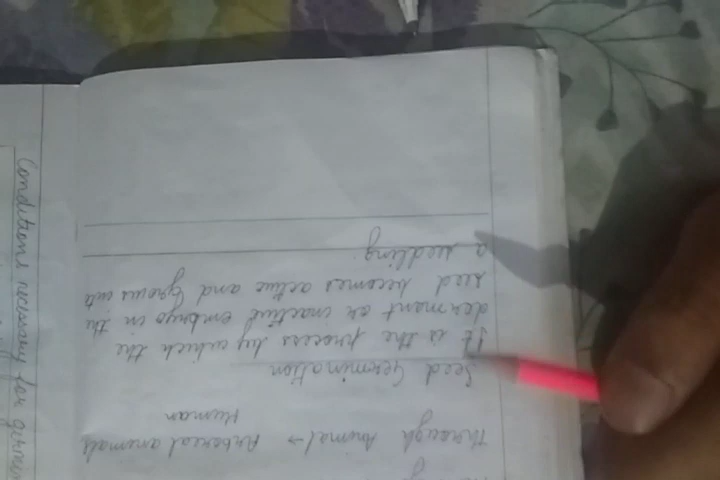 through Animal → Arboreal animals
Human
Seed Germination
It is the process by which the
dormant or inactive embryo in the
seed becomes active and grows into
a seedling.
Conditions necessary for